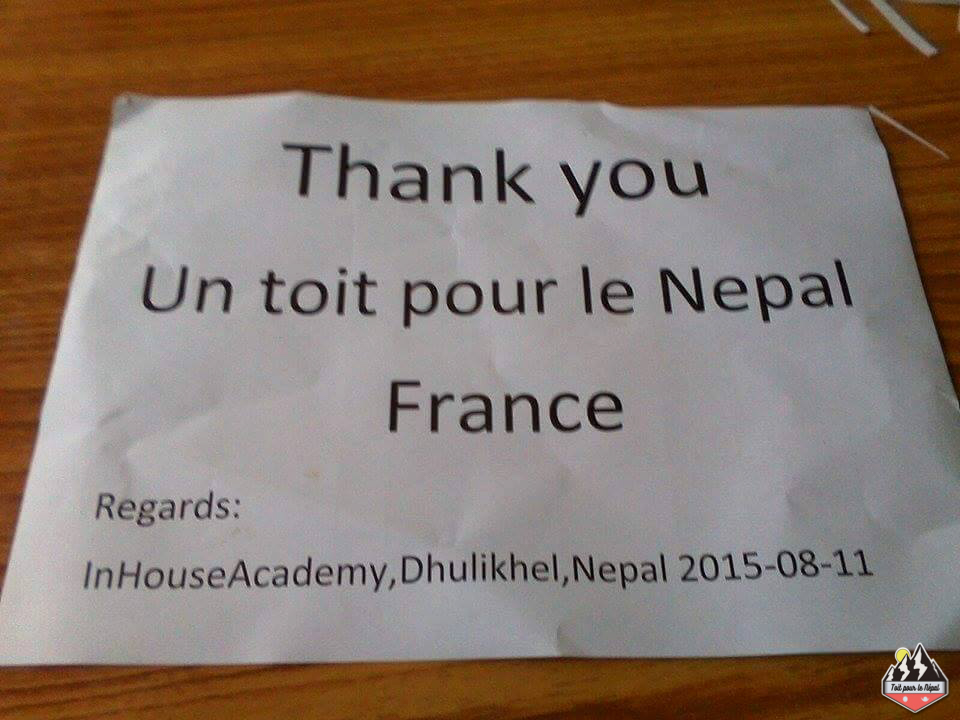 Thank you
Un toit pour le Nepal
France
Regards:
InHouseAcademy,Dhulikhel,Nepal 2015-08-11
Toit pour le Népal